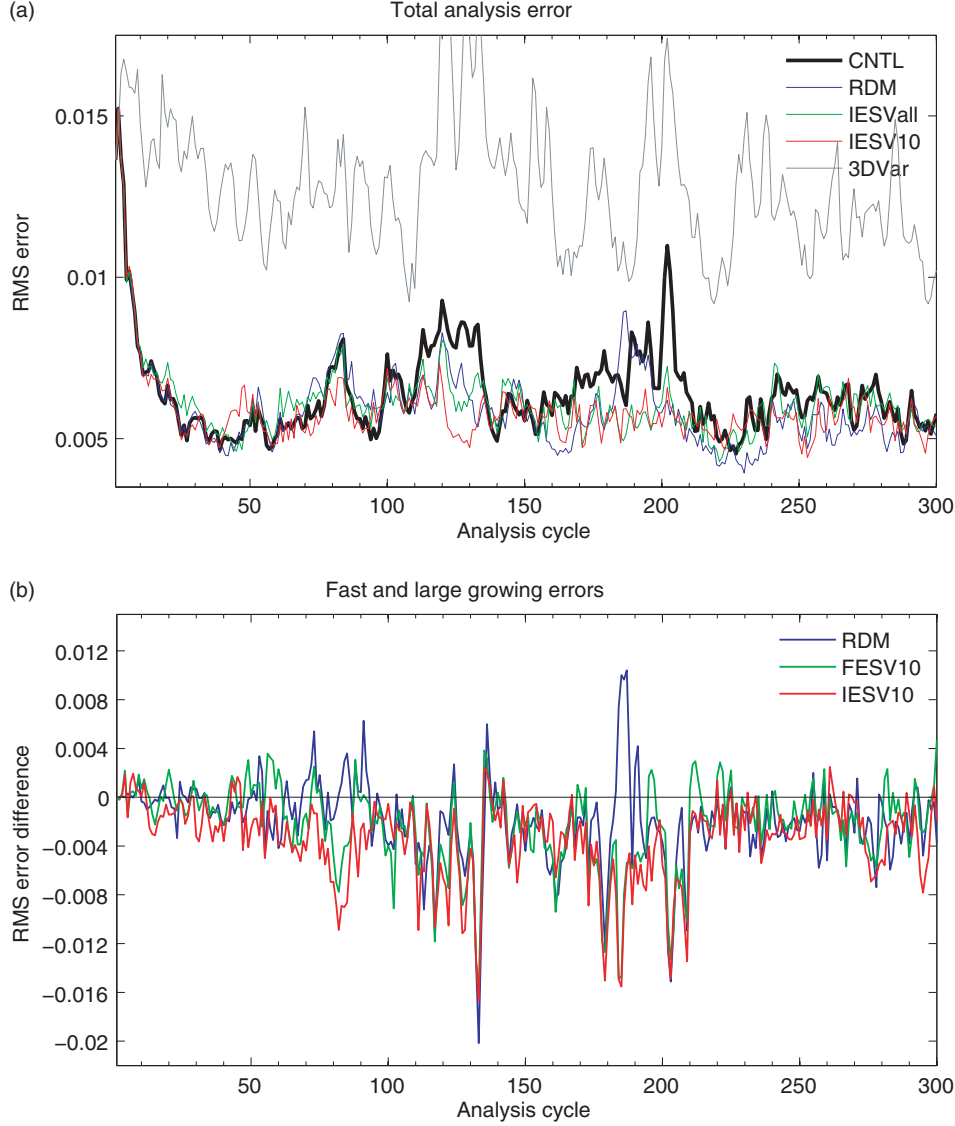 (a)
Total analysis error
CNTL
RDM
IESVall
IESV10
3DVar
0.015
0.01
0.005
RMS error
50
100
150
200
250
300
Analysis cycle
(b)
Fast and large growing errors
RDM
FESV10
IESV10
0.012
0.008
0.004
0
−0.004
−0.008
−0.012
−0.016
−0.02
RMS error difference
50
100
150
200
250
300
Analysis cycle